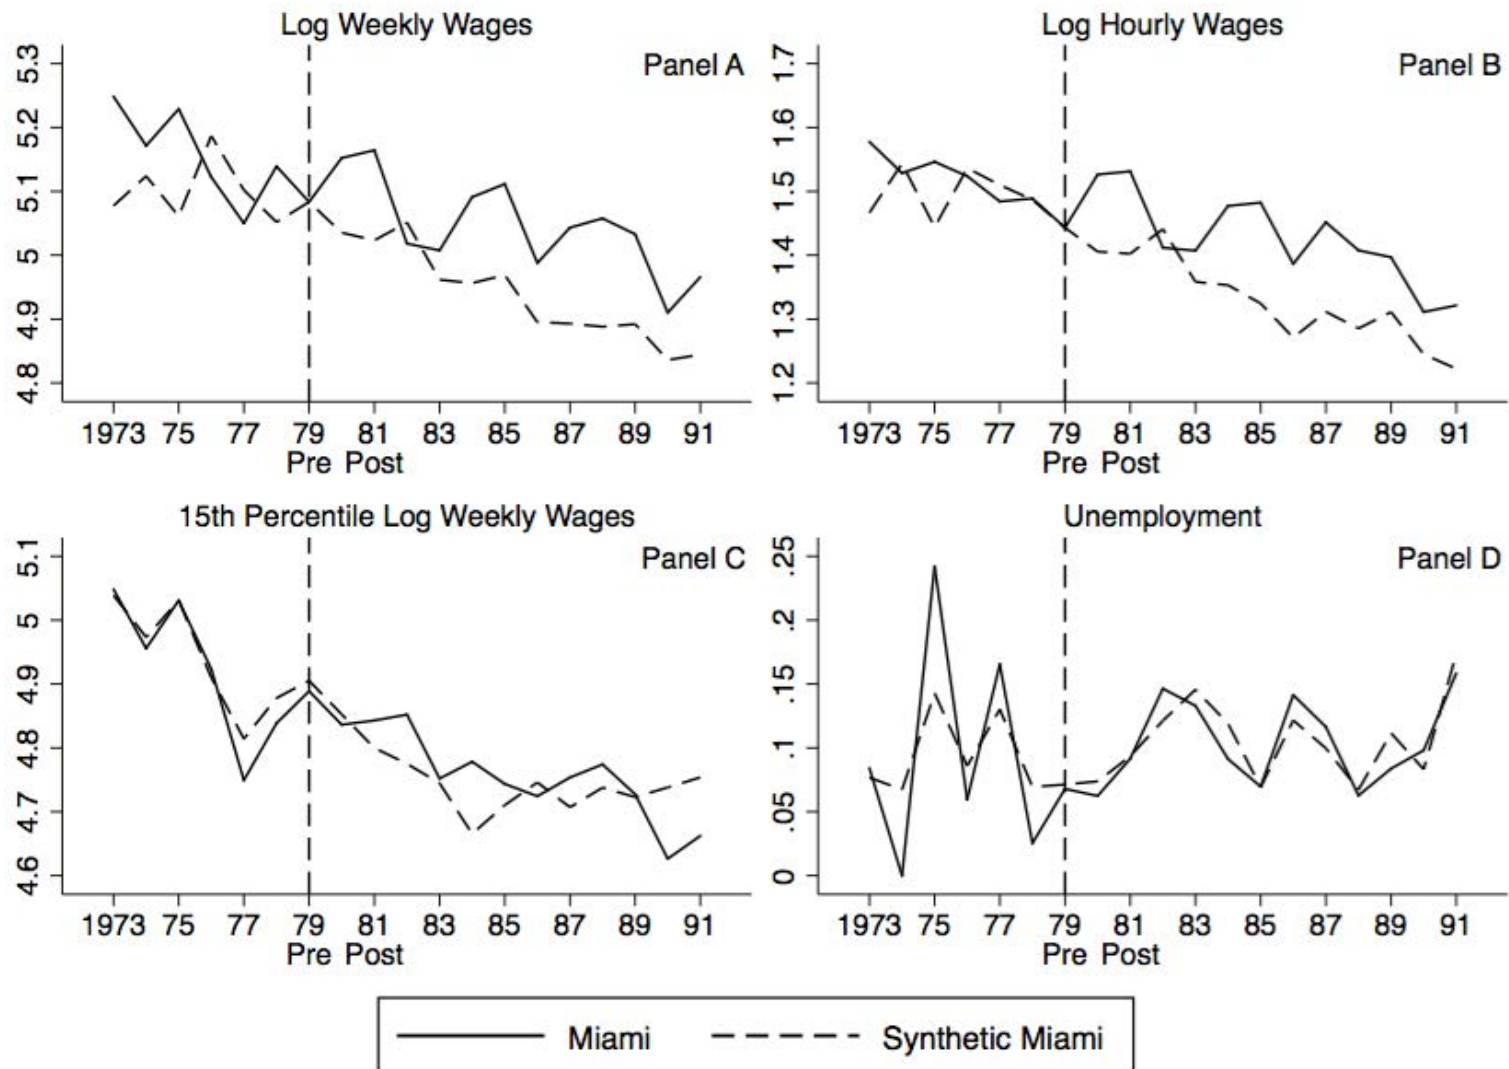 Log Weekly Wages
Panel A
5.3
5.2
5.1
5
4.9
4.8
1973 75 77 79 81 83 85 87 89 91
Pre Post
Log Hourly Wages
Panel B
1.7
1.6
1.5
1.4
1.3
1.2
1973 75 77 79 81 83 85 87 89 91
Pre Post
15th Percentile Log Weekly Wages
Panel C
5.1
5
4.9
4.8
4.7
4.6
1973 75 77 79 81 83 85 87 89 91
Pre Post
Unemployment
Panel D
.25
.2
.15
.1
.05
0
1973 75 77 79 81 83 85 87 89 91
Pre Post
Miami
Synthetic Miami